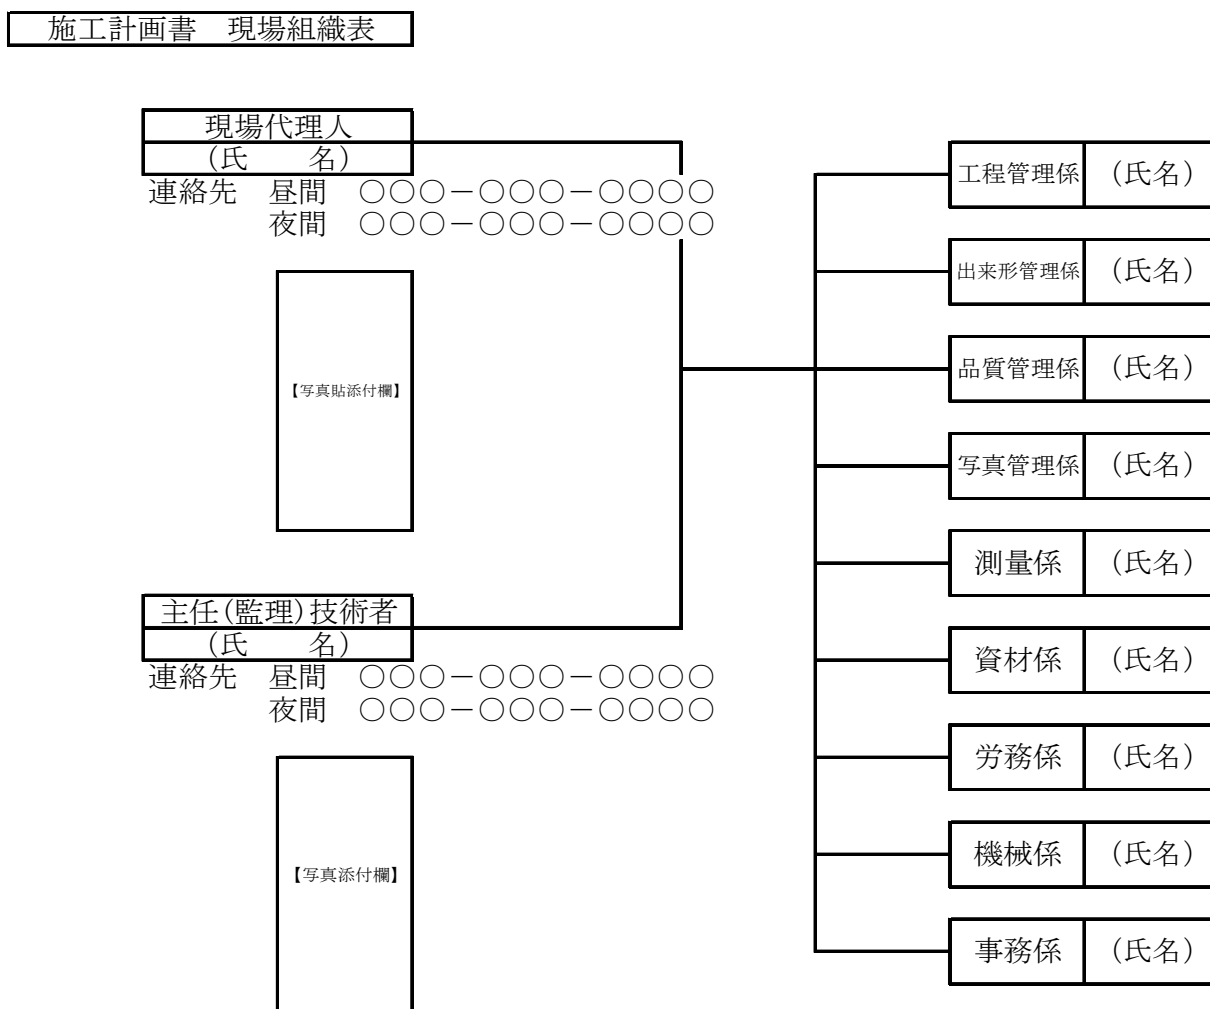 施工計画書　現場組織表
現場代理人
（氏　　名）
連絡先　昼間　○○○－○○○－○○○○
夜間　○○○－○○○－○○○○
【写真貼添付欄】
主任(監理)技術者
（氏　　名）
連絡先　昼間　○○○－○○○－○○○○
夜間　○○○－○○○－○○○○
【写真添付欄】
工程管理係　（氏名）
出来形管理係　（氏名）
品質管理係　（氏名）
写真管理係　（氏名）
測量係　（氏名）
資材係　（氏名）
労務係　（氏名）
機械係　（氏名）
事務係　（氏名）